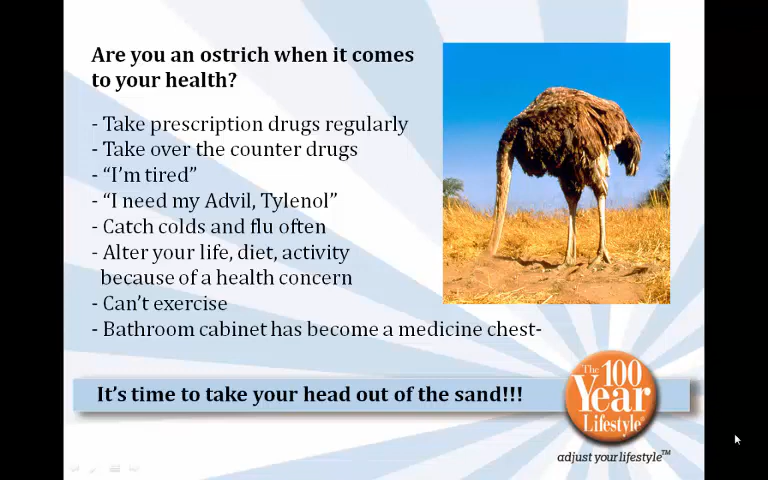 Are you an ostrich when it comes
to your health?
- Take prescription drugs regularly
- Take over the counter drugs
- “I’m tired”
- “I need my Advil, Tylenol”
- Catch colds and flu often
- Alter your life, diet, activity
because of a health concern
- Can’t exercise
- Bathroom cabinet has become a medicine chest-
It’s time to take your head out of the sand!!!
The 100
Year
Lifestyle®
adjust your lifestyle™